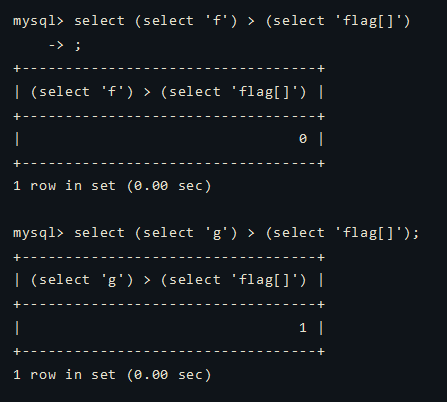 mysql> select (select 'f') > (select 'flag[]')
    -> ;
+----------------------------------+
| (select 'f') > (select 'flag[]') |
+----------------------------------+
|                                0 |
+----------------------------------+
1 row in set (0.00 sec)

mysql> select (select 'g') > (select 'flag[]');
+----------------------------------+
| (select 'g') > (select 'flag[]') |
+----------------------------------+
|                                1 |
+----------------------------------+
1 row in set (0.00 sec)